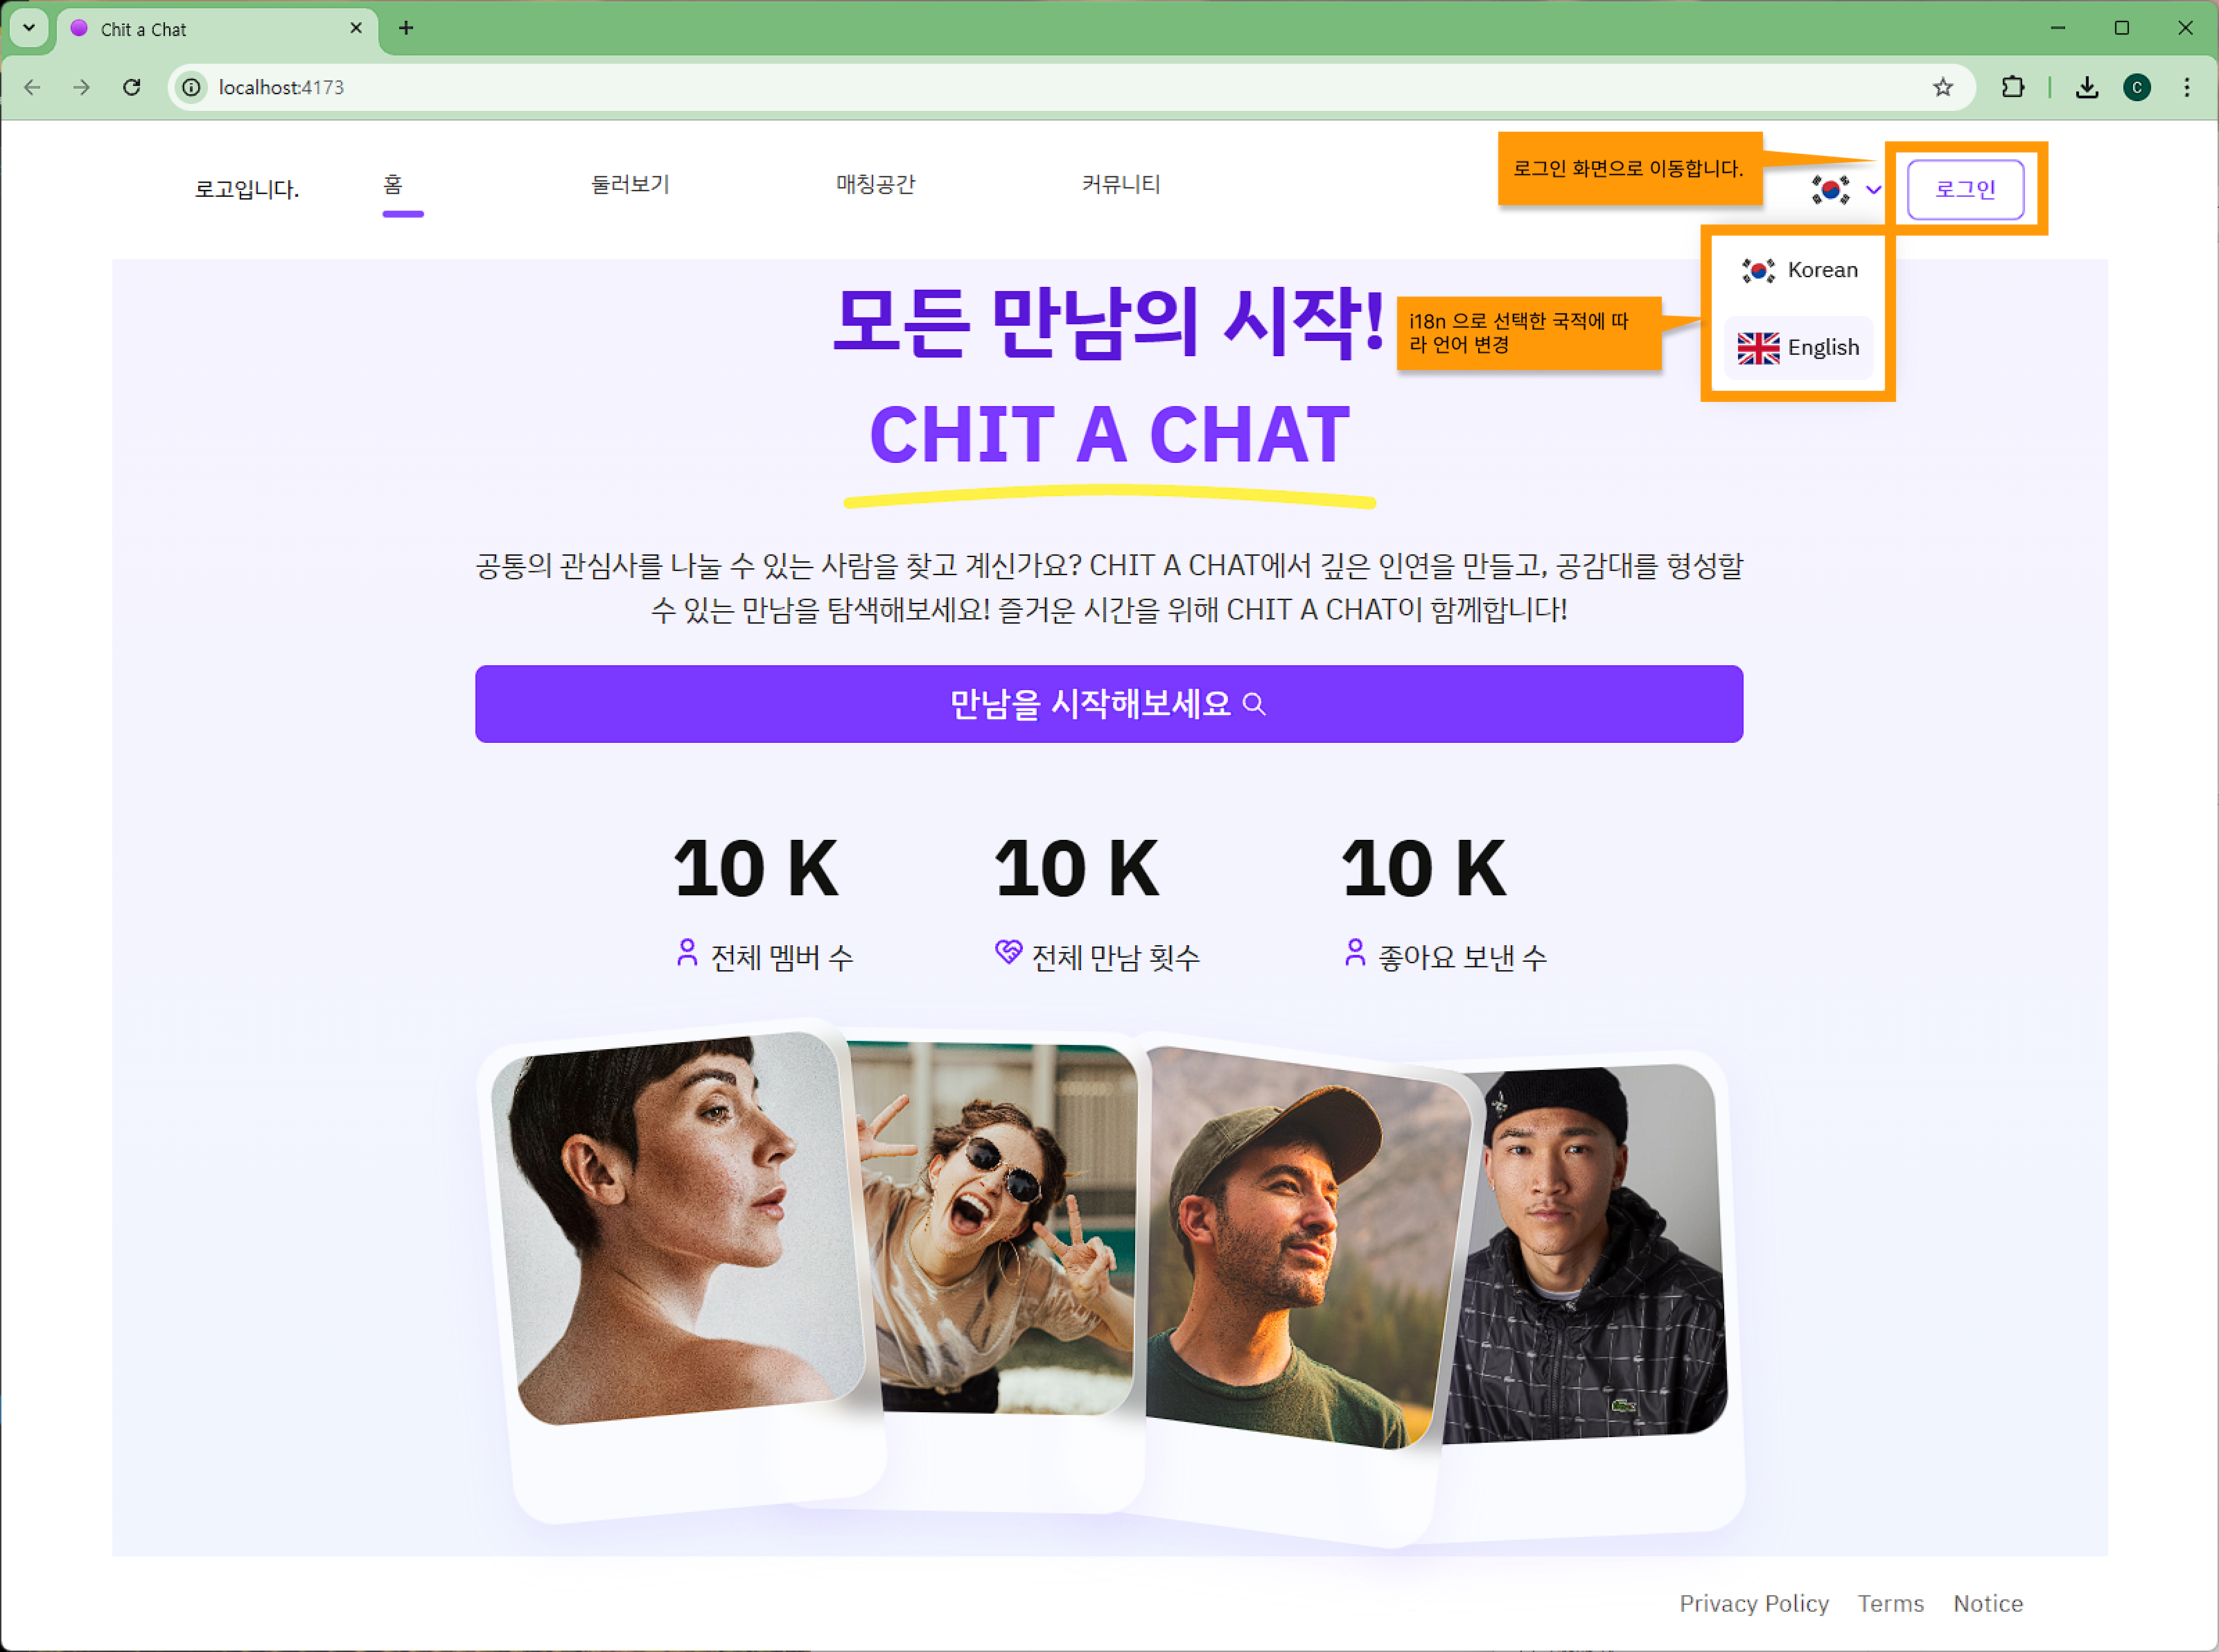 Chit a Chat
localhost:4173
C
로고입니다.
홈
둘러보기
매칭공간
커뮤니티
로그인 화면으로 이동합니다.
로그인
Korean
English
i18n 으로 선택한 국적에 따
라 언어 변경
모든 만남의 시작!
CHIT A CHAT
공통의 관심사를 나눌 수 있는 사람을 찾고 계신가요? CHIT A CHAT에서 깊은 인연을 만들고, 공감대를 형성할
수 있는 만남을 탐색해보세요! 즐거운 시간을 위해 CHIT A CHAT이 함께합니다!
만남을 시작해보세요
10 K
전체 멤버 수
10 K
전체 만남 횟수
10 K
좋아요 보낸 수
Privacy Policy
Terms
Notice